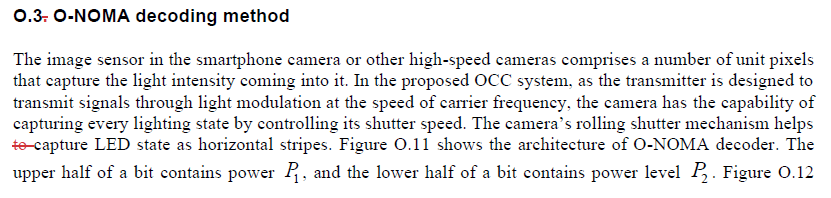 O.3. O-NOMA decoding method
The image sensor in the smartphone camera or other high-speed cameras comprises a number of unit pixels
that capture the light intensity coming into it. In the proposed OCC system, as the transmitter is designed to
transmit signals through light modulation at the speed of carrier frequency, the camera has the capability of
capturing every lighting state by controlling its shutter speed. The camera's rolling shutter mechanism helps
to capture LED state as horizontal stripes. Figure O.11 shows the architecture of O-NOMA decoder. The
upper half of a bit contains power P₁, and the lower half of a bit contains power level P₂. Figure O.12